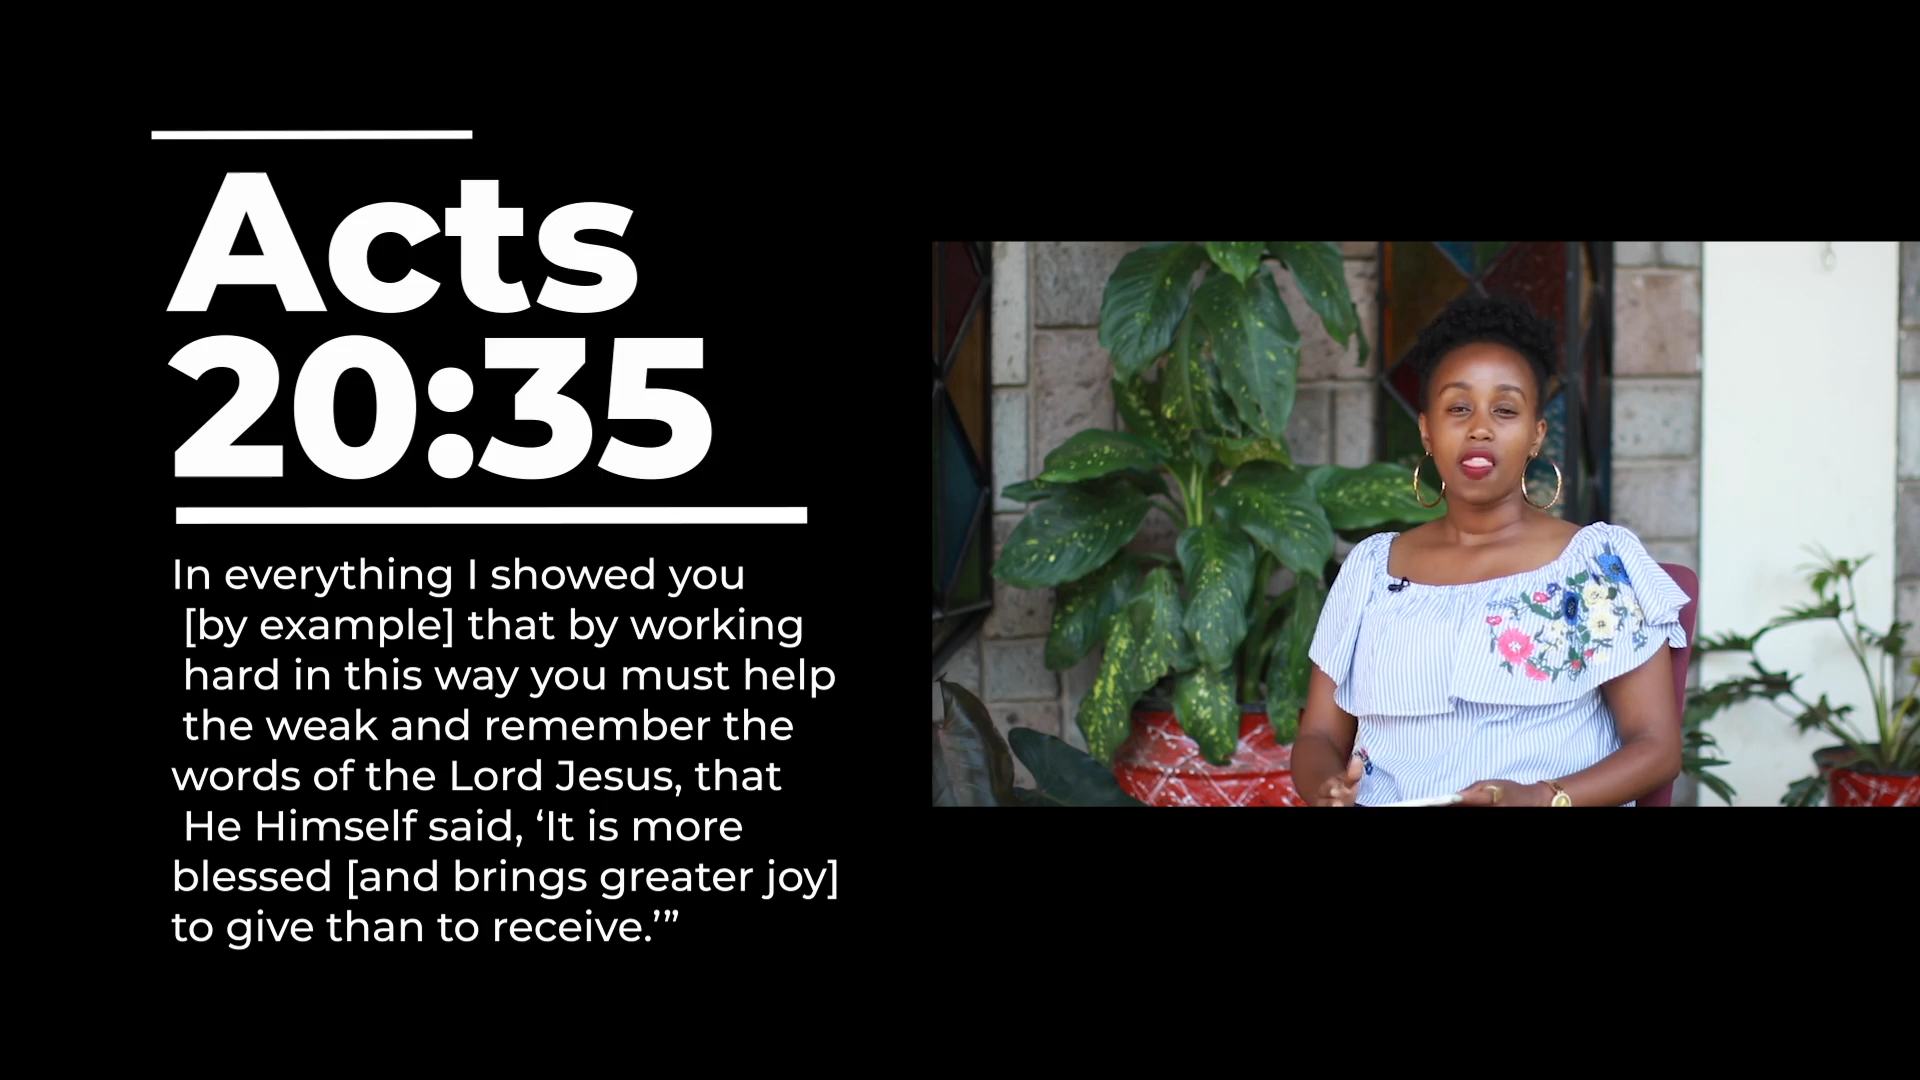 Acts
20:35
In everything I showed you
[by example] that by working
hard in this way you must help
the weak and remember the
words of the Lord Jesus, that
He Himself said, ‘It is more
blessed [and brings greater joy]
to give than to receive.’”